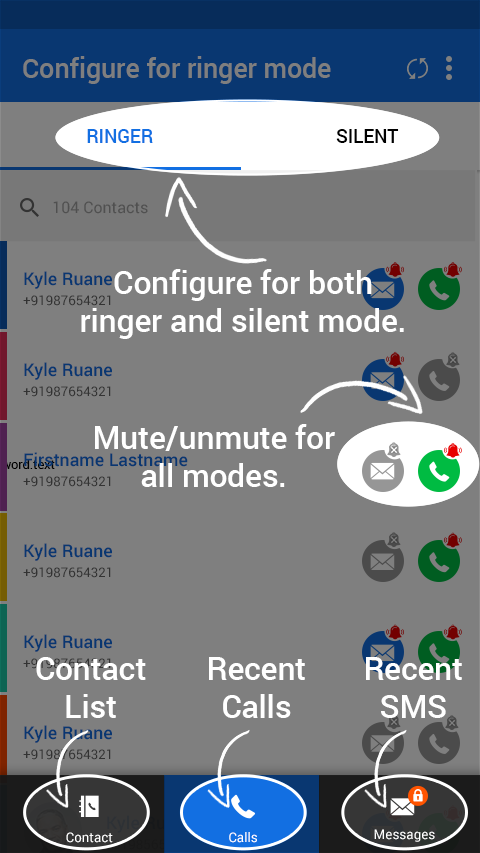 Configure for ringer mode
RINGER
SILENT
104 Contacts
Kyle Ruane
+91987654321
Configure for both
ringer and silent mode.
Kyle Ruane
+91987654321
Mute/unmute for
all modes.
Firstname Lastname
word.text
+91987654321
Kyle Ruane
+91987654321
Kyle Ruane
+91987654321
Contact
List
Recent
Calls
Recent
SMS
Kyle Ruane
+91987654321
Contact
Calls
Messages